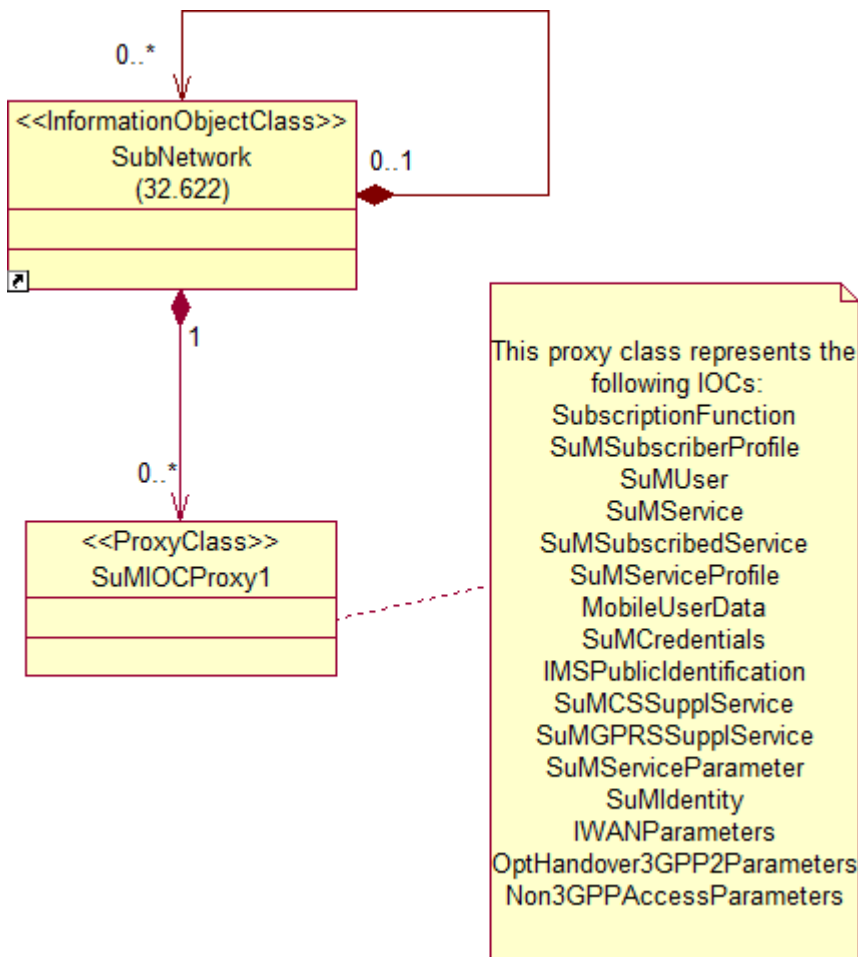 0..*
<<InformationObjectClass>>
SubNetwork
(32.622)
0..1
1
0..*
<<ProxyClass>>
SuMIOCProxy1
This proxy class represents the
following IOCs:
SubscriptionFunction
SuMSubscriberProfile
SuMUser
SuMService
SuMSubscribedService
SuMServiceProfile
MobileUserData
SuMCredentials
IMSPublicIdentification
SuMCSSupplService
SuMGPRSSupplService
SuMServiceParameter
SuMIdentity
IWANParameters
OptHandover3GPP2Parameters
Non3GPPAccessParameters